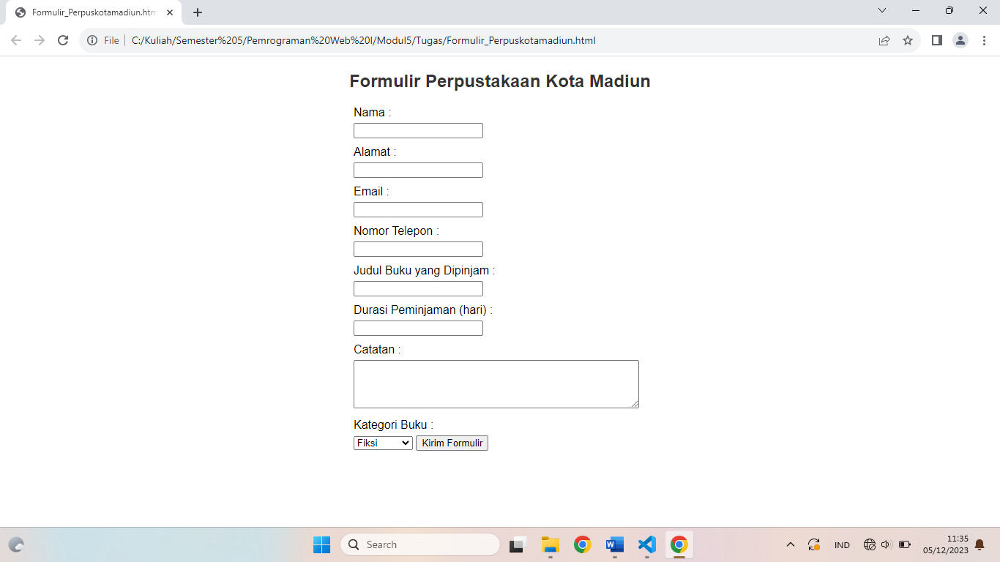 Formulir_Perpuskotamadiun.htm
File
C:/Kuliah/Semester%205/Pemrograman%20Web%20I/Modul5/Tugas/Formulir_Perpuskotamadiun.html
Formulir Perpustakaan Kota Madiun
Nama :
Alamat :
Email :
Nomor Telepon :
Judul Buku yang Dipinjam :
Durasi Peminjaman (hari) :
Catatan :
Kategori Buku :
Fiksi Kirim Formulir
Search
IND
11:35
05/12/2023